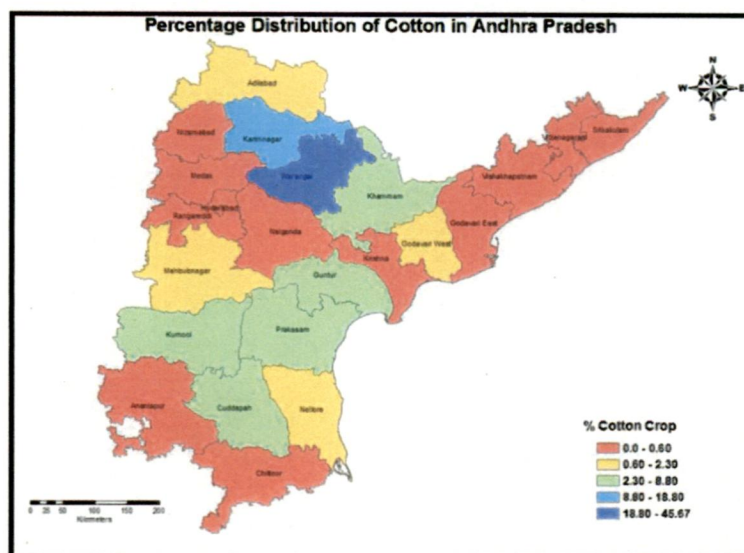 Percentage Distribution of Cotton in Andhra Pradesh
N
W E
S
Adilabad
Nizamabad
Karimnagar
Warangal
Medak
Khammam
Hyderabad
Rangareddi
Nalgonda
Srikakulam
Vizianagaram
Vishakhapatnam
Godavari East
Godavari West
Krishna
Mahbubnagar
Guntur
Kurnool
Prakasam
Anantapur
Cuddapah
Nellore
Chittoor
% Cotton Crop
0.0 - 0.60
0.60 - 2.30
2.30 - 8.80
8.80 - 18.80
18.80 - 45.67
0 25 50 100 150 200
Kilometers